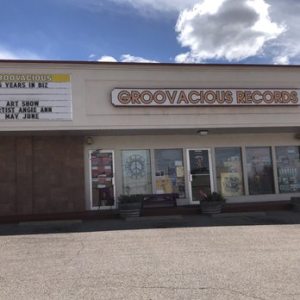 GROOVACIOUS
YEARS IN BIZ
ART SHOW
ARTIST ANGIE ANN
MAY JUNE
GROOVACIOUS RECORDS